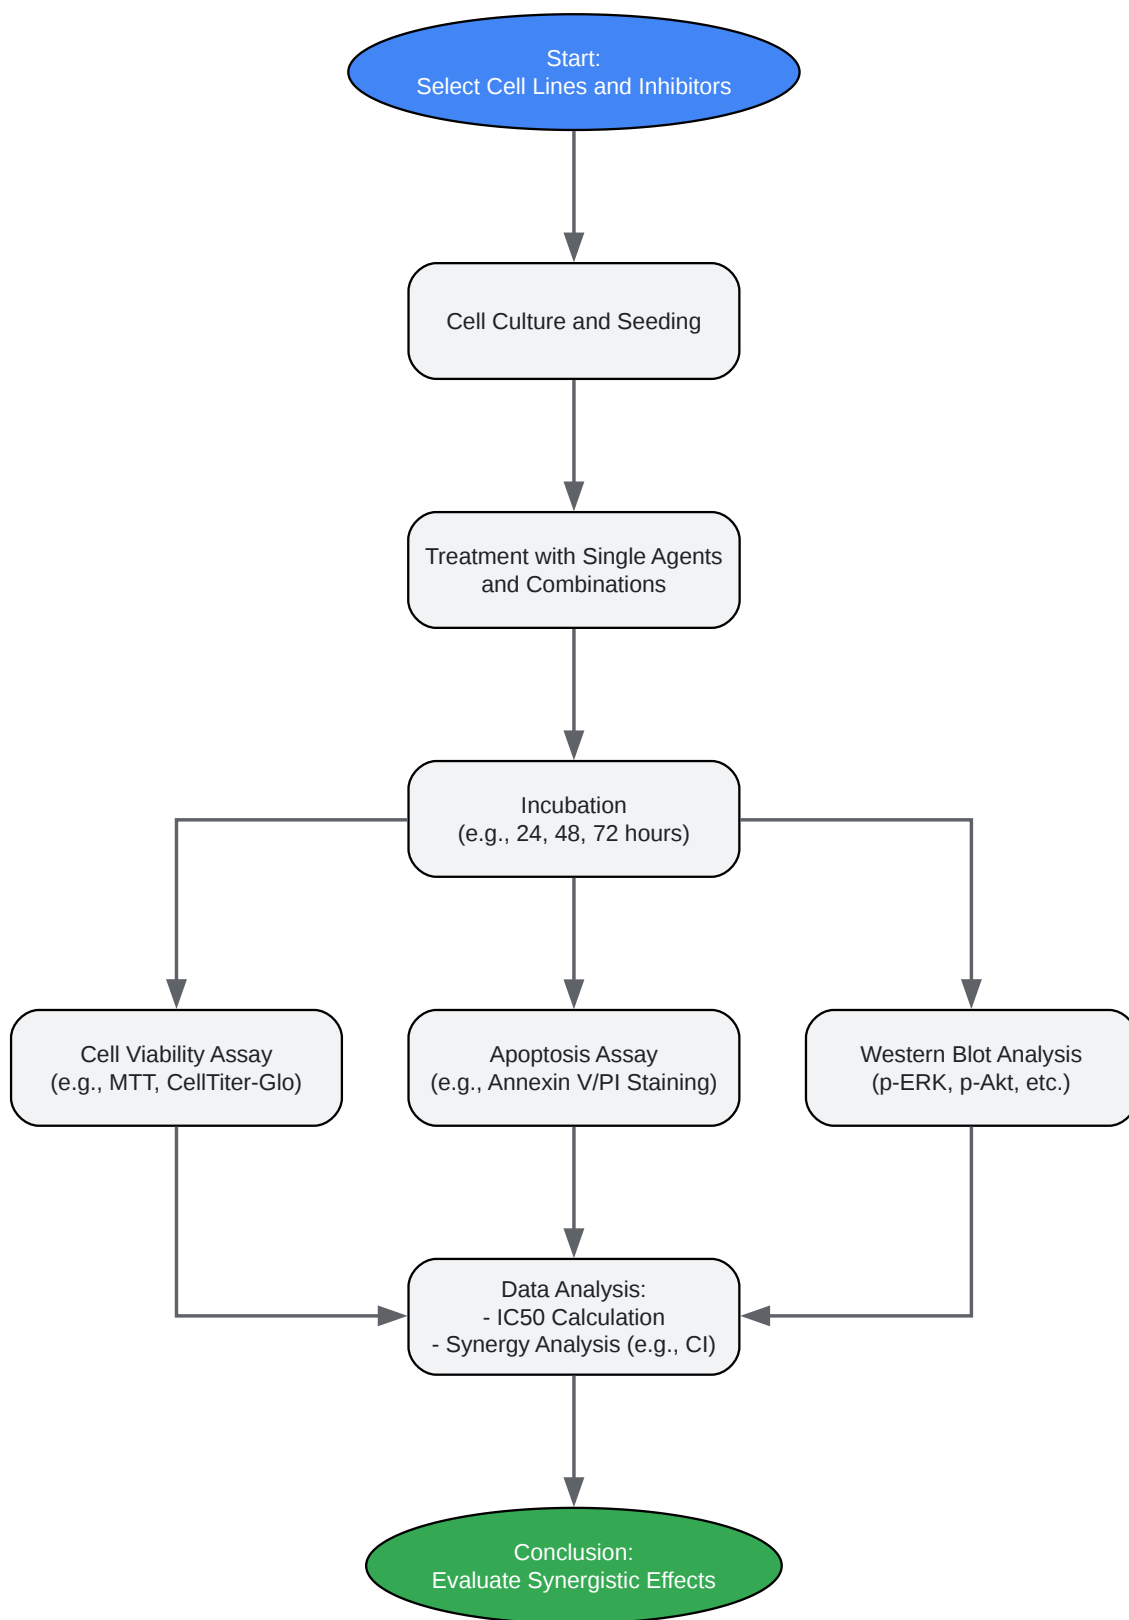 Start:
Select Cell Lines and Inhibitors
Cell Culture and Seeding
Treatment with Single Agents
and Combinations
Incubation
(e.g., 24, 48, 72 hours)
Cell Viability Assay
(e.g., MTT, CellTiter-Glo)
Apoptosis Assay
(e.g., Annexin V/PI Staining)
Western Blot Analysis
(p-ERK, p-Akt, etc.)
Data Analysis:
- IC50 Calculation
- Synergy Analysis (e.g., CI)
Conclusion:
Evaluate Synergistic Effects